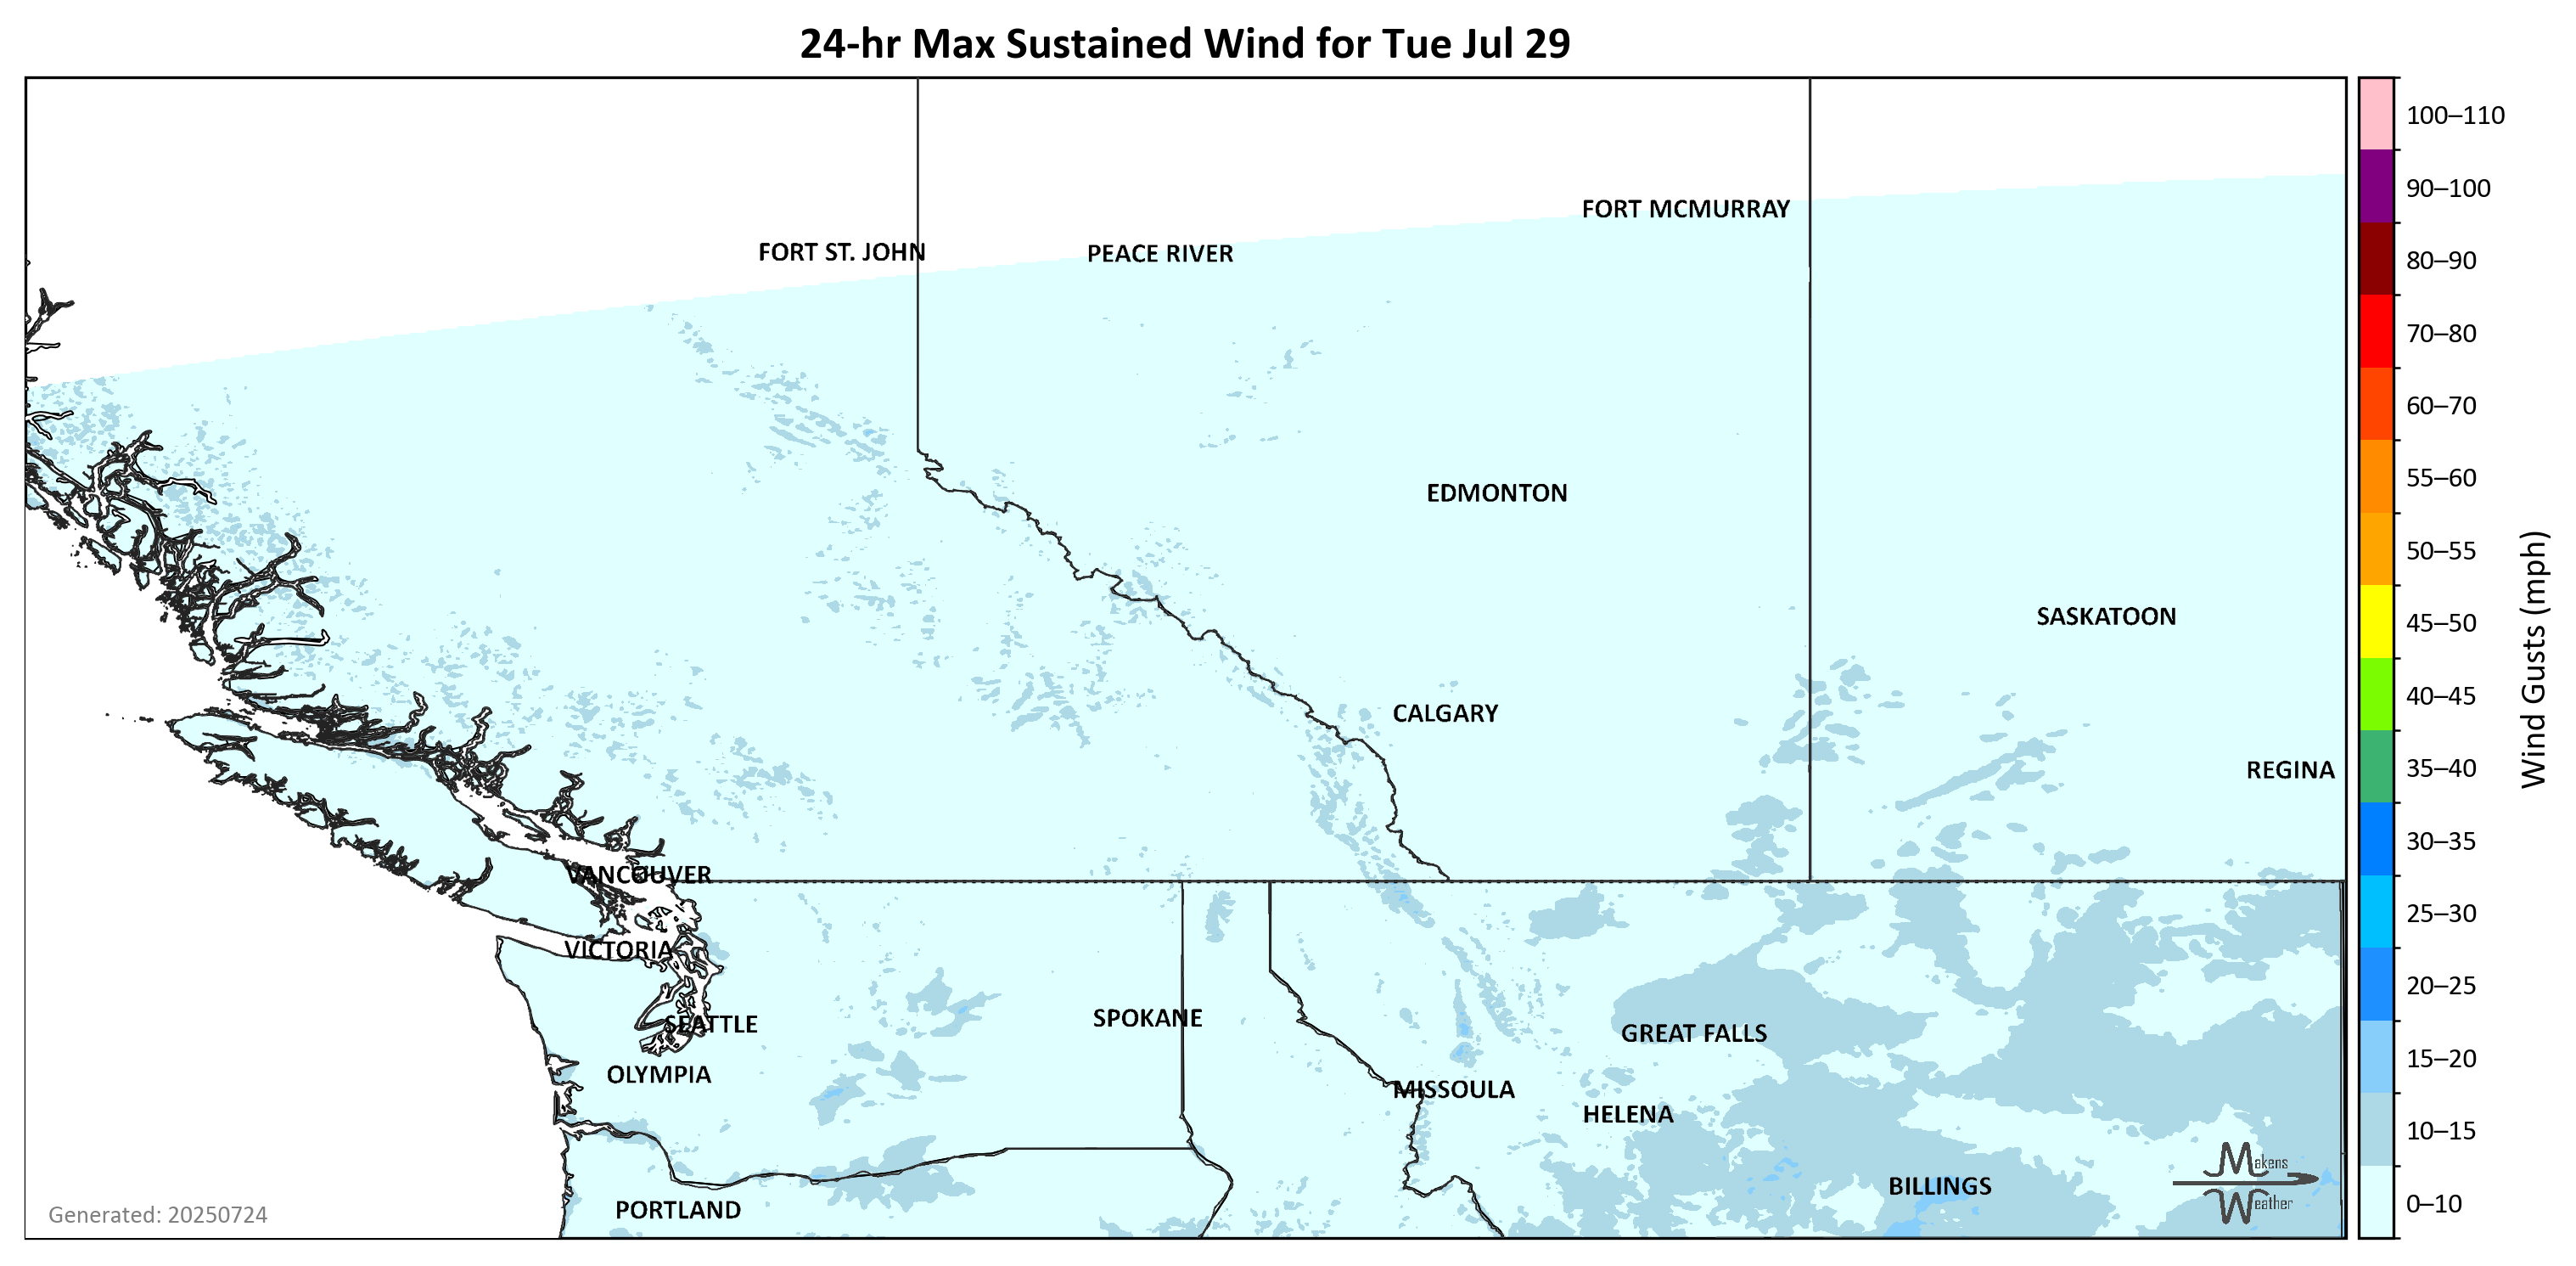 24-hr Max Sustained Wind for Tue Jul 29
100–110
90–100
80–90
70–80
60–70
55–60
50–55
45–50
40–45
35–40
30–35
25–30
20–25
15–20
10–15
0–10
Wind Gusts (mph)
FORT MCMURRAY
FORT ST. JOHN
PEACE RIVER
EDMONTON
SASKATOON
CALGARY
REGINA
VANCOUVER
VICTORIA
SPOKANE
SEATTLE
GREAT FALLS
OLYMPIA
MISSOULA
HELENA
BILLINGS
PORTLAND
Makens
Weather
Generated: 20250724